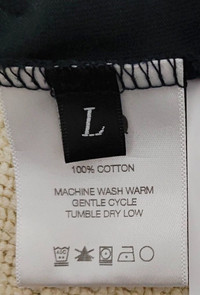 L
100% COTTON
MACHINE WASH WARM
GENTLE CYCLE
TUMBLE DRY LOW